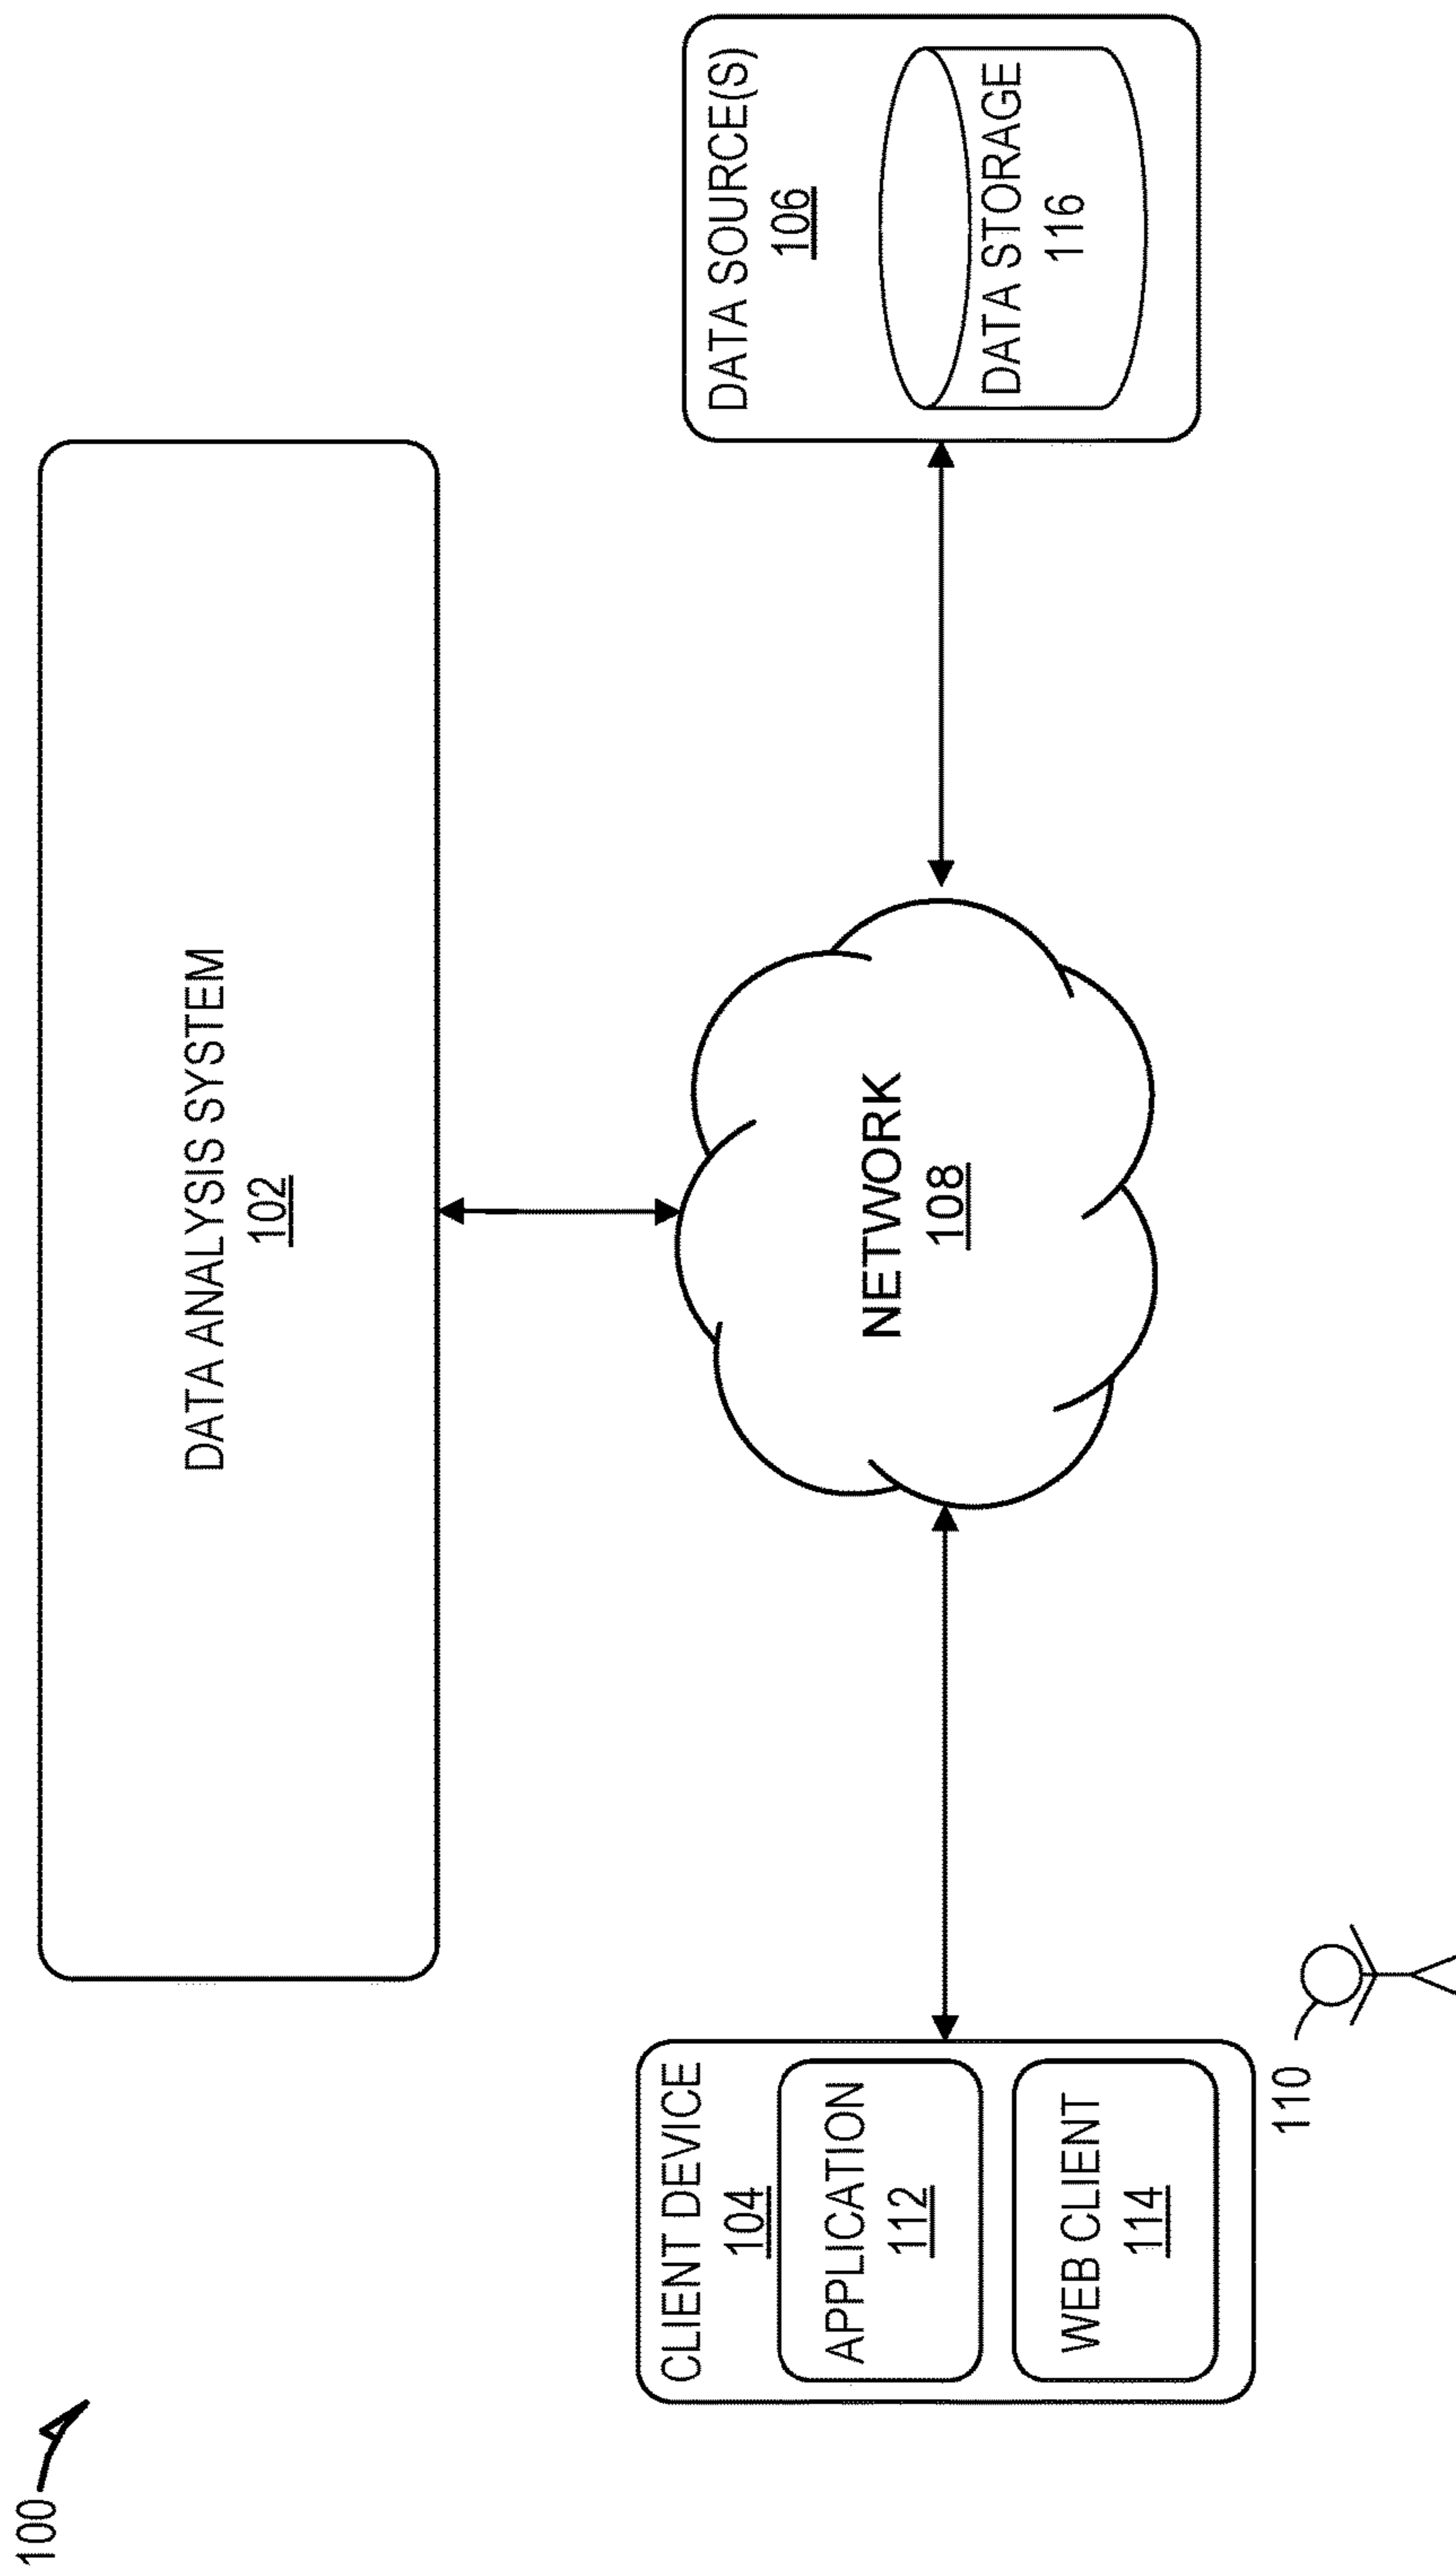 100
DATA ANALYSIS SYSTEM
102
CLIENT DEVICE
104
APPLICATION
112
WEB CLIENT
114
110
NETWORK
108
DATA SOURCE(S)
106
DATA STORAGE
116